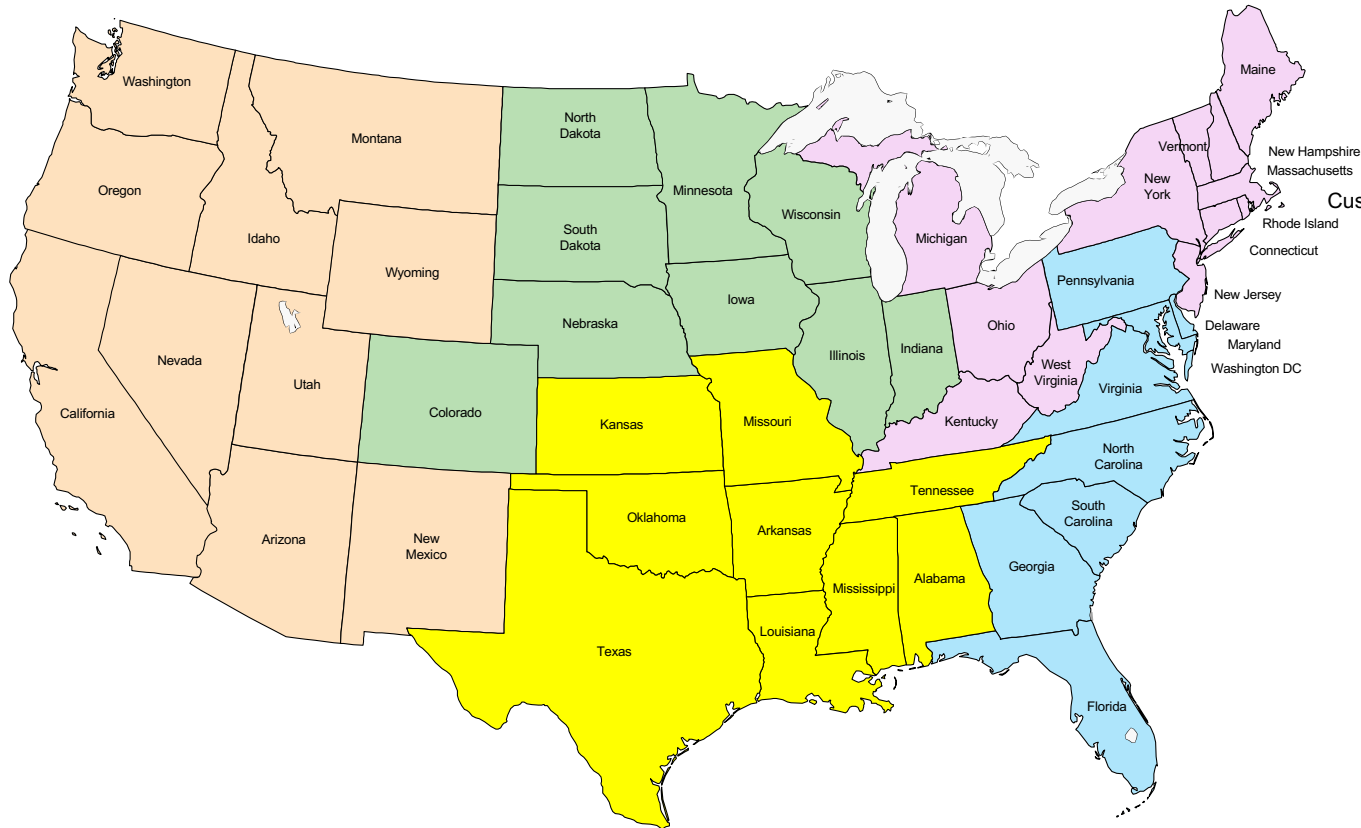 Maine
Washington
North
Dakota
Montana
Vermont
New Hampshire
Massachusetts
Minnesota
New
York
Oregon
Cus
Wisconsin
Rhode Island
South
Dakota
Idaho
Michigan
Connecticut
Wyoming
Pennsylvania
New Jersey
Iowa
Nebraska
Ohio
Delaware
Maryland
Nevada
Illinois
Indiana
West
Virginia
Washington DC
Utah
Virginia
California
Colorado
Kansas
Missouri
Kentucky
North
Carolina
Tennessee
South
Carolina
Oklahoma
Arkansas
Arizona
New
Mexico
Georgia
Alabama
Mississippi
Louisiana
Texas
Florida